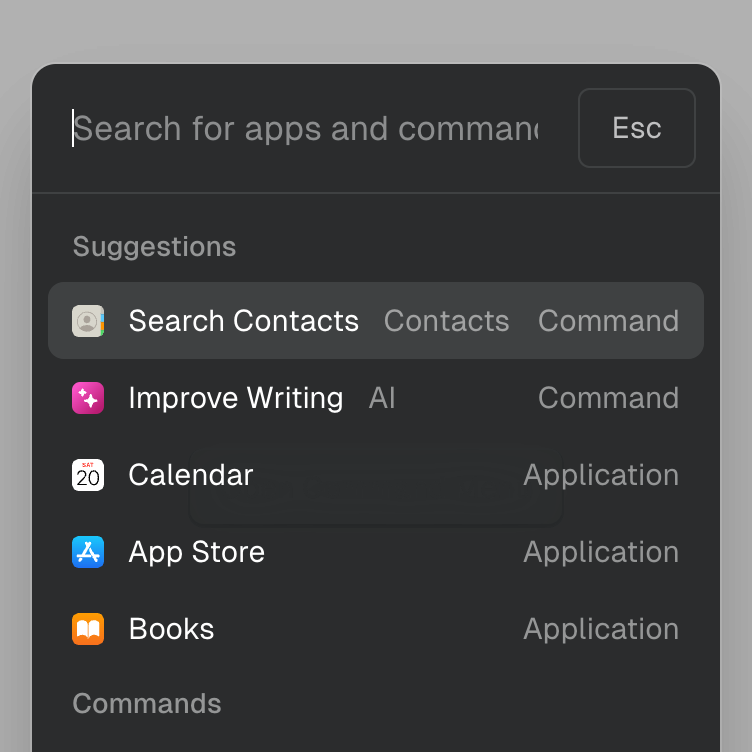 Search for apps and comman
Esc
Suggestions
Search Contacts Contacts Command
Improve Writing AI Command
SAT
20
Calendar Application
App Store Application
Books Application
Commands